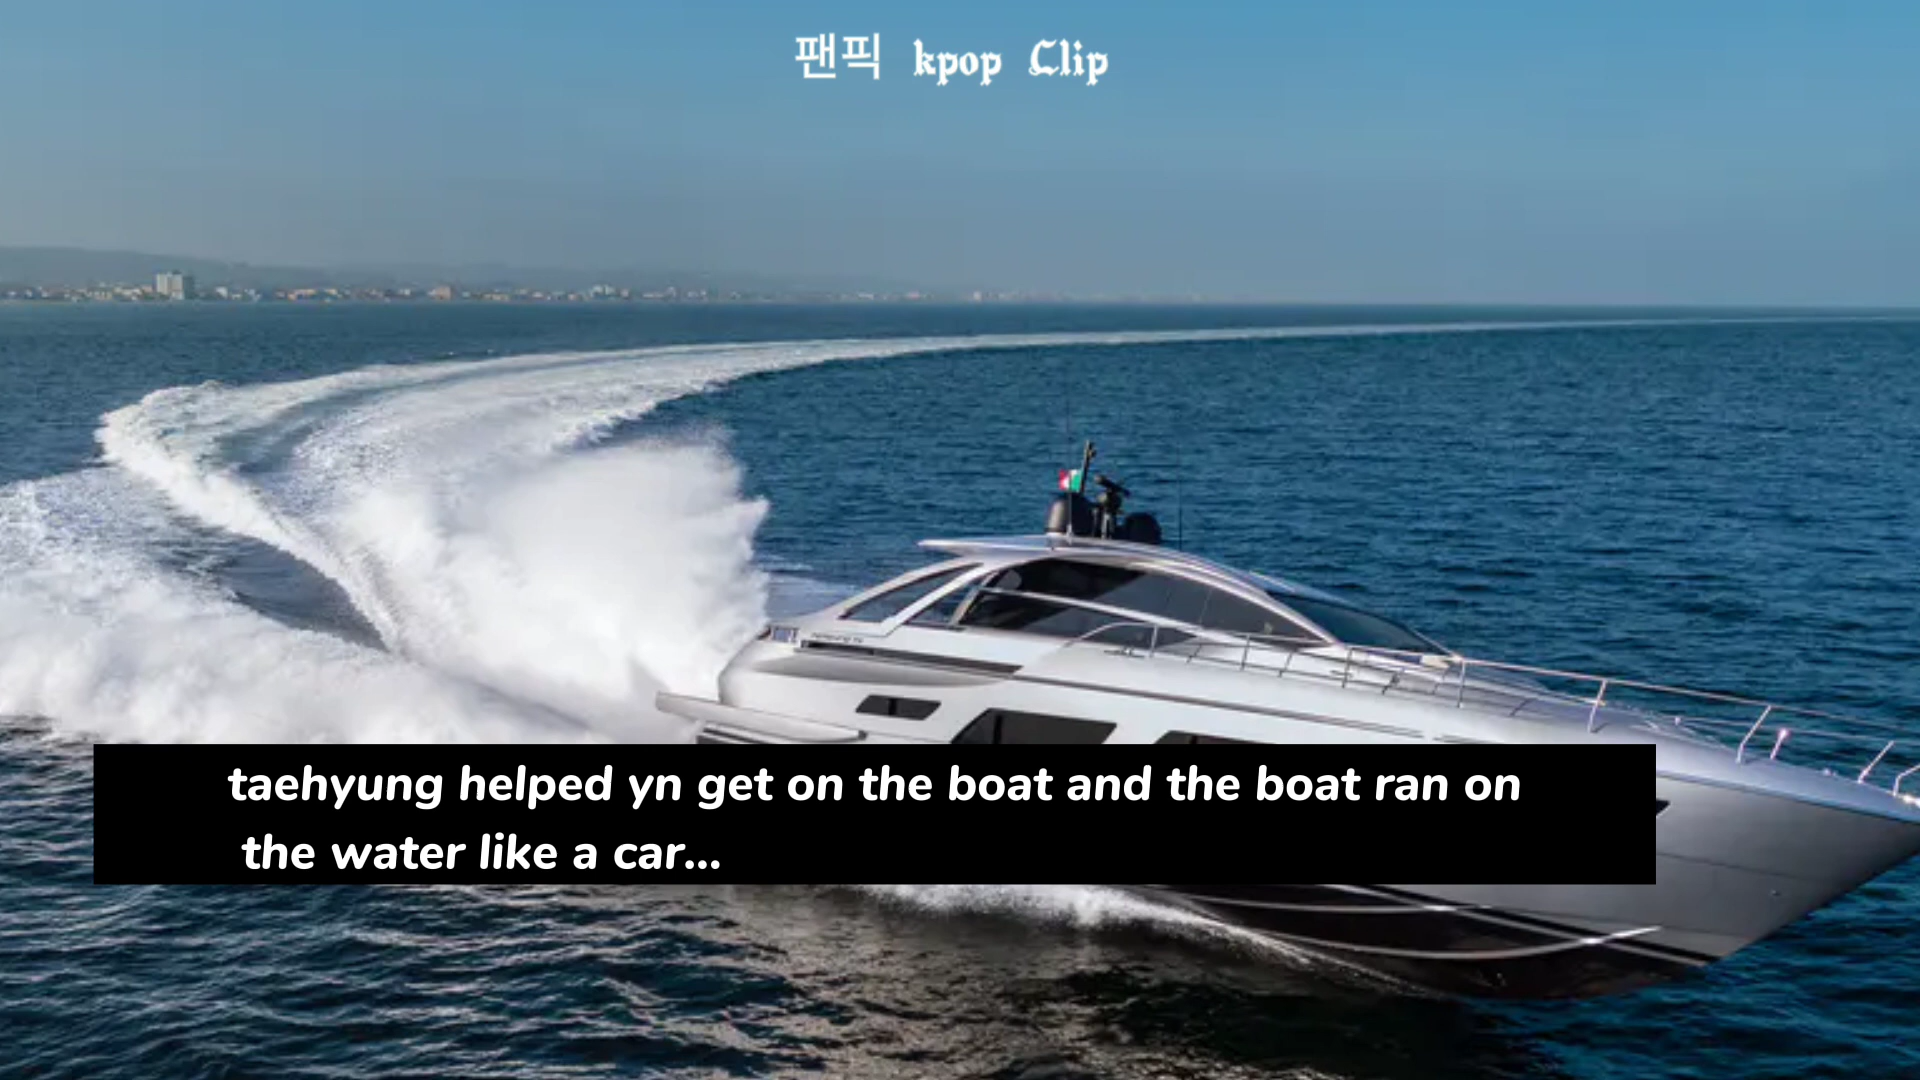 팬픽 kpop Clip
taehyung helped yn get on the boat and the boat ran on
the water like a car...